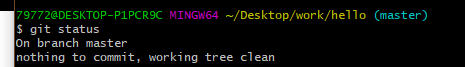 79772@DESKTOP-P1PCR9C MINGW64 ~/Desktop/work/hello (master)
$ git status
On branch master
nothing to commit, working tree clean